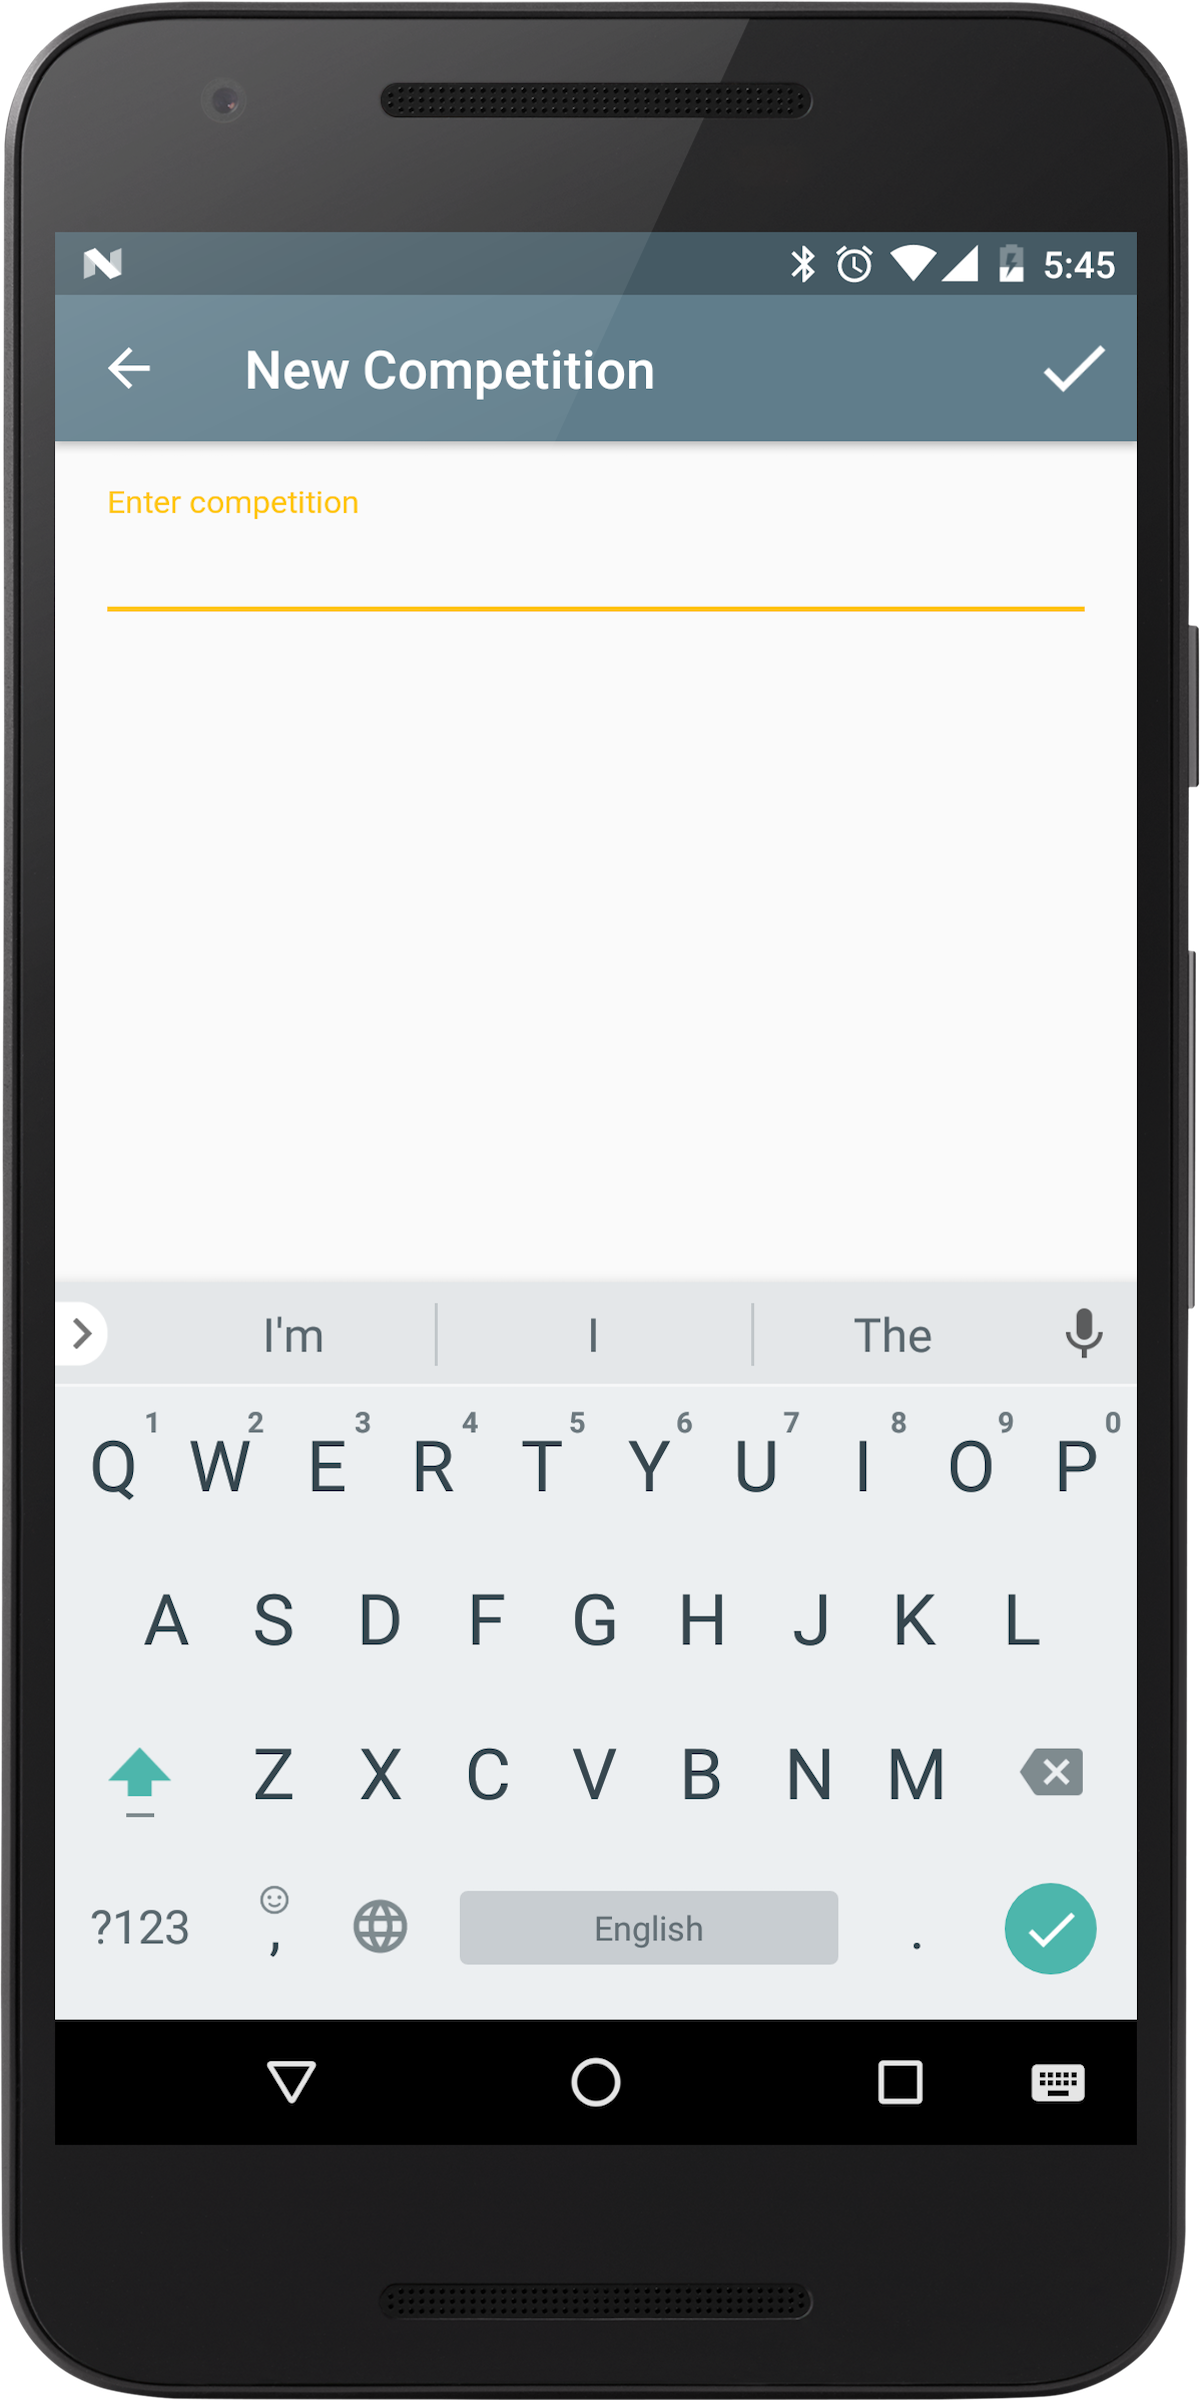 5:45
New Competition
Enter competition
I'm I The
1 2 3 4 5 6 7 8 9 0
Q W E R T Y U I O P
A S D F G H J K L
Z X C V B N M
?123 , English .